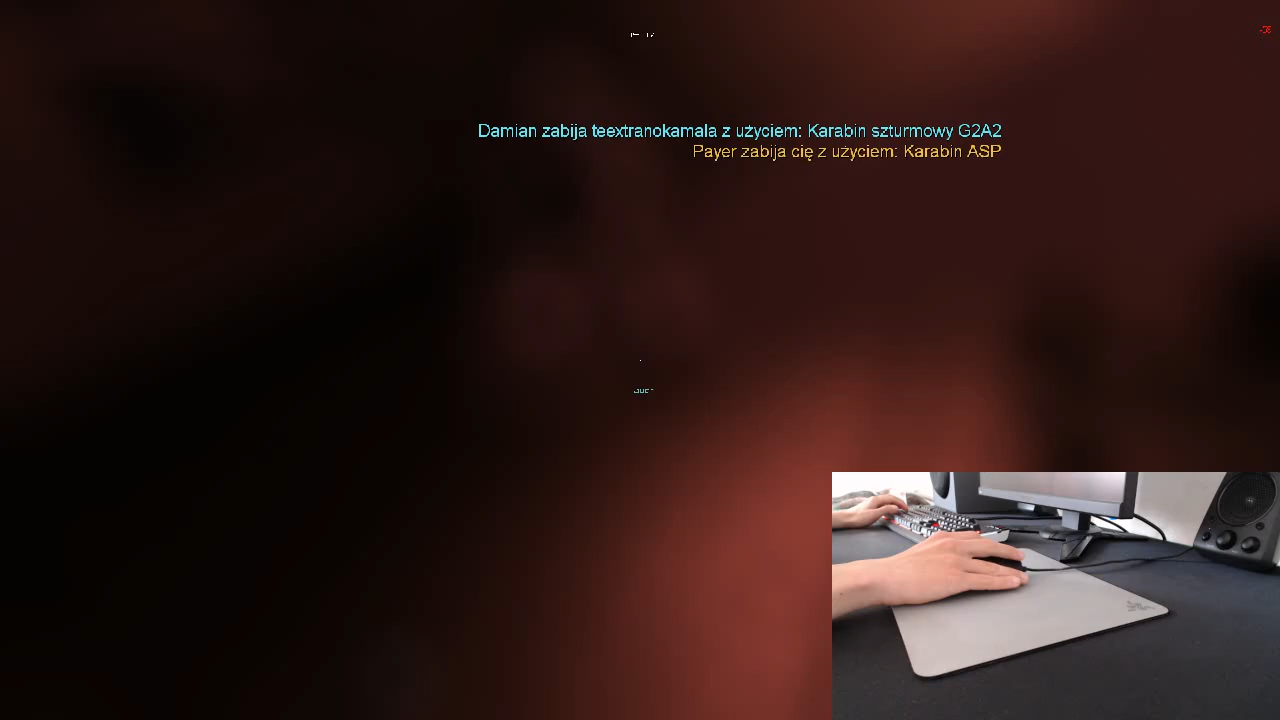 Damian zabija teextranokamala z użyciem: Karabin szturmowy G2A2
Payer zabija cię z użyciem: Karabin ASP